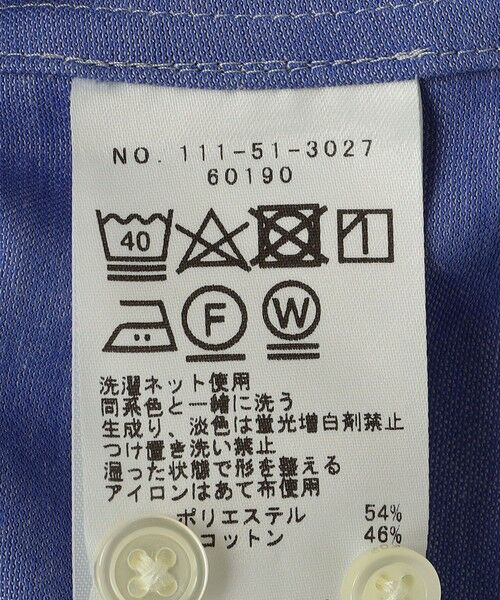 NO. 111-51-3027
60190
40
F W
洗濯ネット使用
同系色と一緒に洗う
生成り、淡色は蛍光増白剤禁止
つけ置き洗い禁止
湿った状態で形を整える
アイロンはあて布使用
ポリエステル 54%
コットン 46%